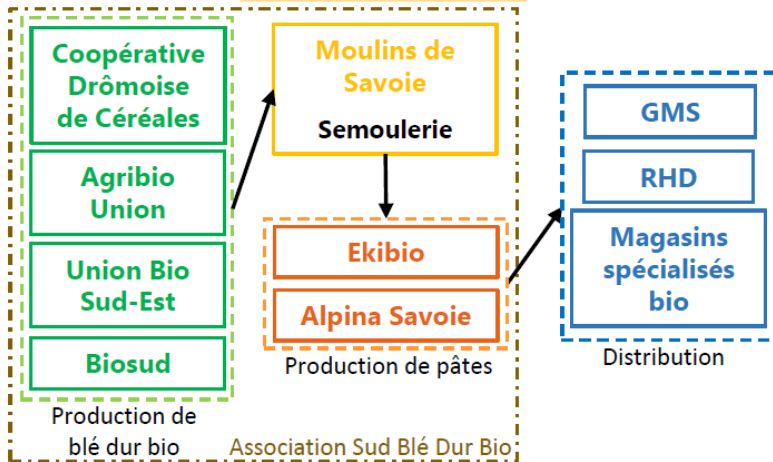 Coopérative
Drômoise
de Céréales
Agribio
Union
Union Bio
Sud-Est
Biosud
Production de
blé dur bio
Moulins de
Savoie
Semoulerie
Ekibio
Alpina Savoie
Production de pâtes
Association Sud Blé Dur Bio
GMS
RHD
Magasins
spécialisés
bio
Distribution